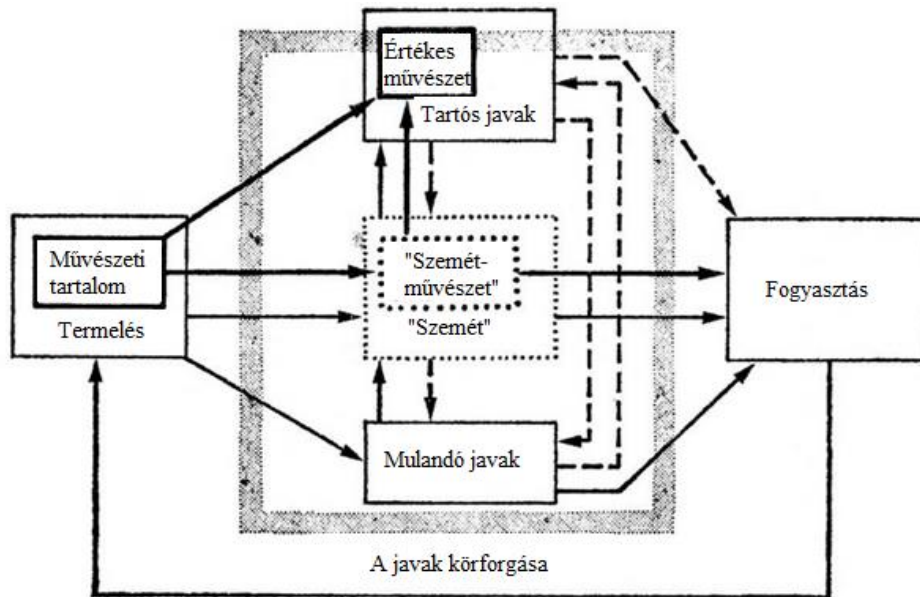 Értékes
művészet
Tartós javak
Művészeti
tartalom
Termelés
"Szemét-
művészet"
"Szemét"
Fogyasztás
Mulandó javak
A javak körforgása